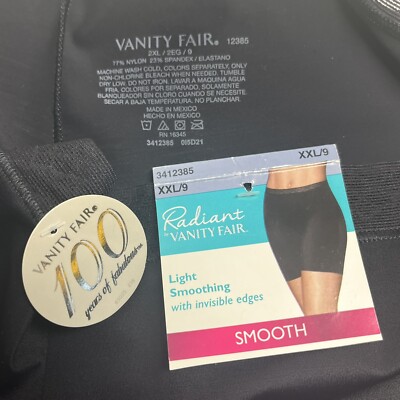 VANITY FAIR® 12385
2XL / 2EG / 9
77% NYLON 23% SPANDEX / ELASTANO
MACHINE WASH COLD, COLORS SEPARATELY, ONLY
NON-CHLORINE BLEACH WHEN NEEDED. TUMBLE
DRY LOW. DO NOT IRON. LAVAR A MAQUINA AGUA
FRIA, COLORES POR SEPARADO. SOLAMENTE
BLANQUEADOR SIN CLORO CUANDO SE NECESITE.
SECAR A BAJA TEMPERATURA. NO PLANCHAR.
MADE IN MEXICO
HECHO EN MEXICO
RN 16345
3412385 0ISD21
3412385 XXL/9
XXL/9
Radiant
by VANITY FAIR.
Light
Smoothing
with invisible edges
SMOOTH
VANITY FAIR®
100
years of fabulous™